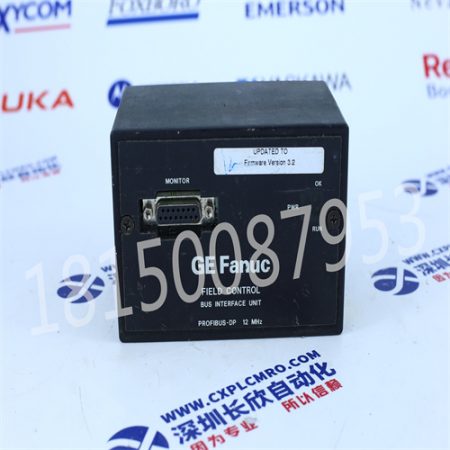 FOXBORO
EMERSON
KUKA
YASKAWA
UPDATED TO
Firmware Version 3.2
MONITOR
OK
PWR
RUN
GE Fanuc
FIELD CONTROL
BUS INTERFACE UNIT
PROFIBUS-DP 12 MHz
18150087953
WWW.CXPLCMRO.COM
深圳长欣自动化
因为专业 所以信赖